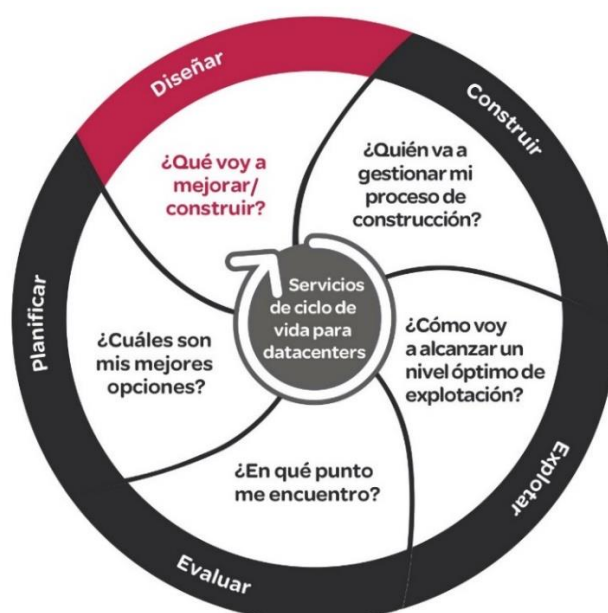 Diseñar
¿Qué voy a
mejorar/
construir?
Construir
¿Quién va a
gestionar mi
proceso de
construcción?
Explotar
¿Cómo voy
a alcanzar un
nivel óptimo de
explotación?
Evaluar
¿En qué punto
me encuentro?
Planificar
¿Cuáles son
mis mejores
opciones?
Servicios
de ciclo de
vida para
datacenters